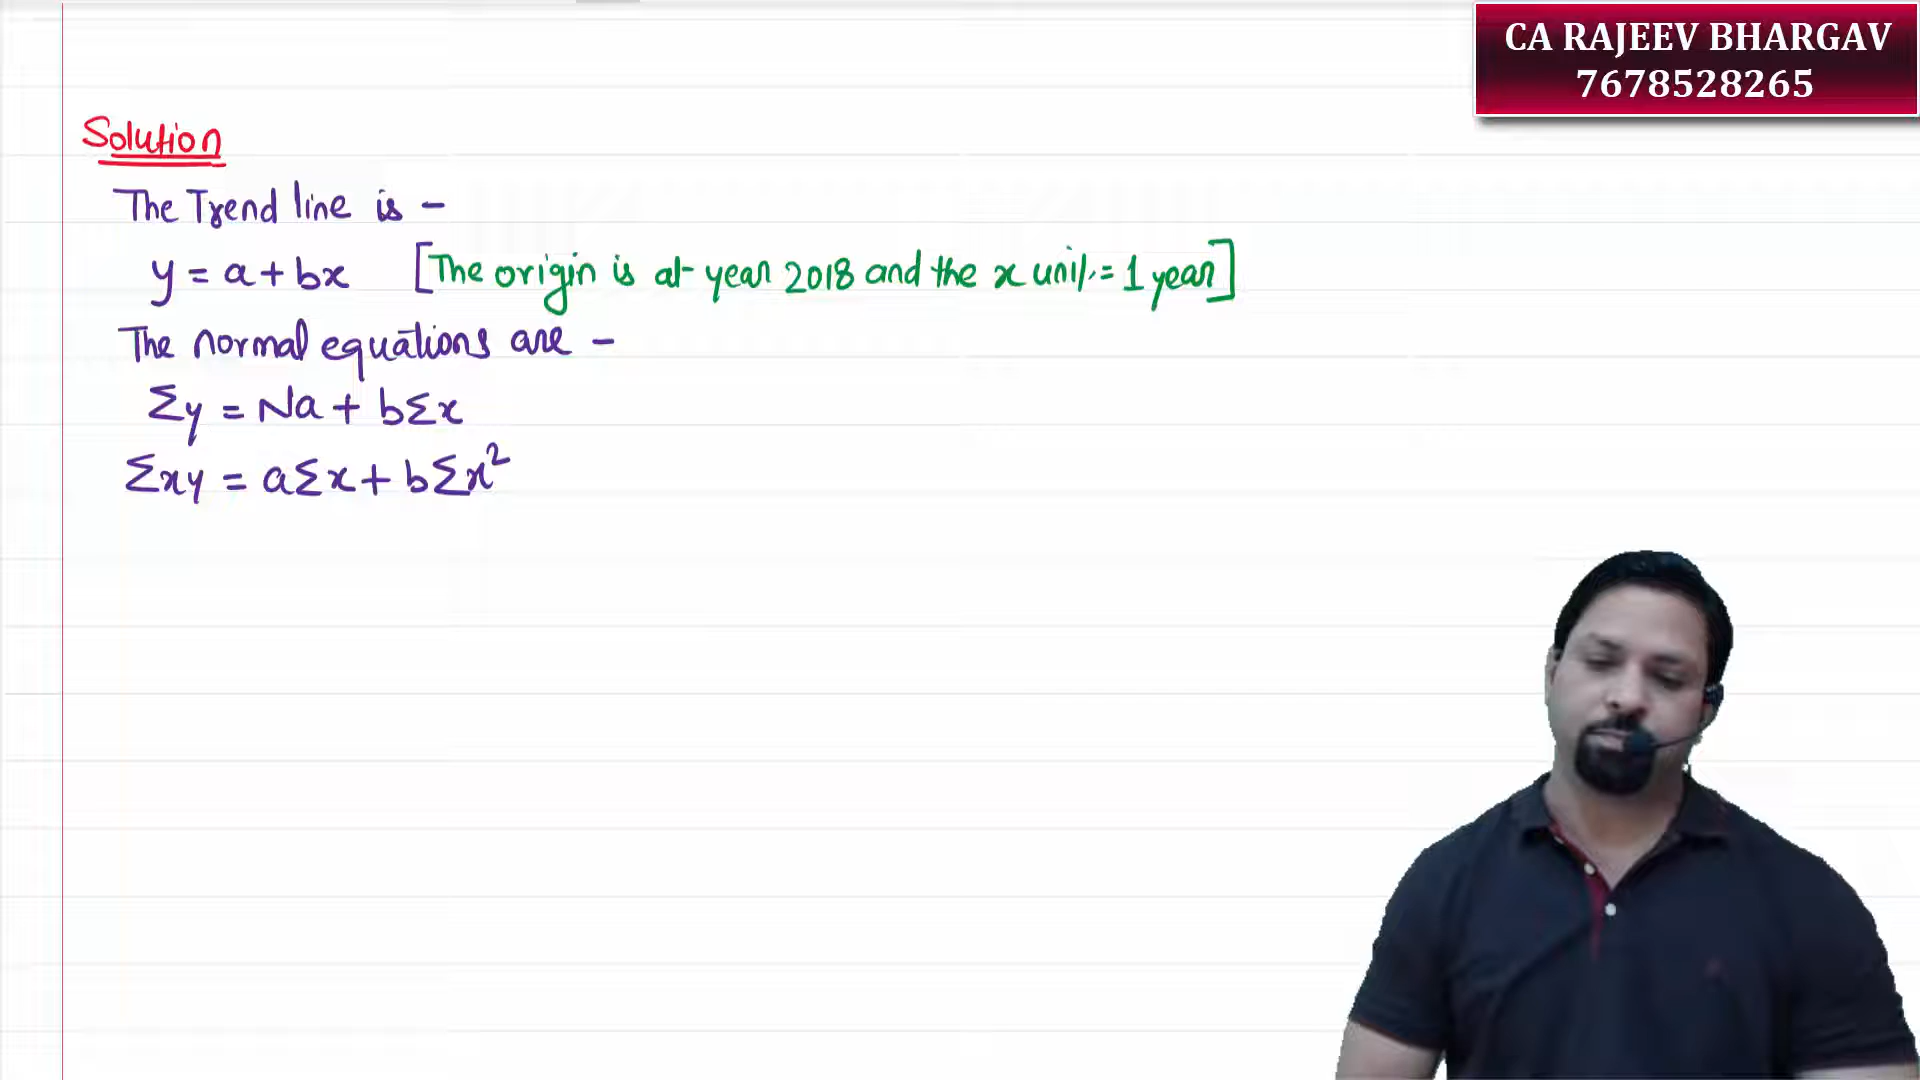 CA RAJEEV BHARGAV
7678528265
Solution
The Trend line is -
y = a + bx [The origin is at year 2018 and the x unit = 1 year]
The normal equations are -
Σy = Na + bΣx
Σxy = aΣx + bΣx²